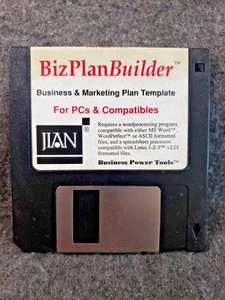 BizPlanBuilder™
Business & Marketing Plan Template
For PCs & Compatibles
JIAN®
Requires a wordprocessing program
compatible with either MS Word™,
WordPerfect™ or ASCII formatted
files, and a spreadsheet processor
compatible with Lotus 1-2-3™ v2.01
formatted files.
Business Power Tools™